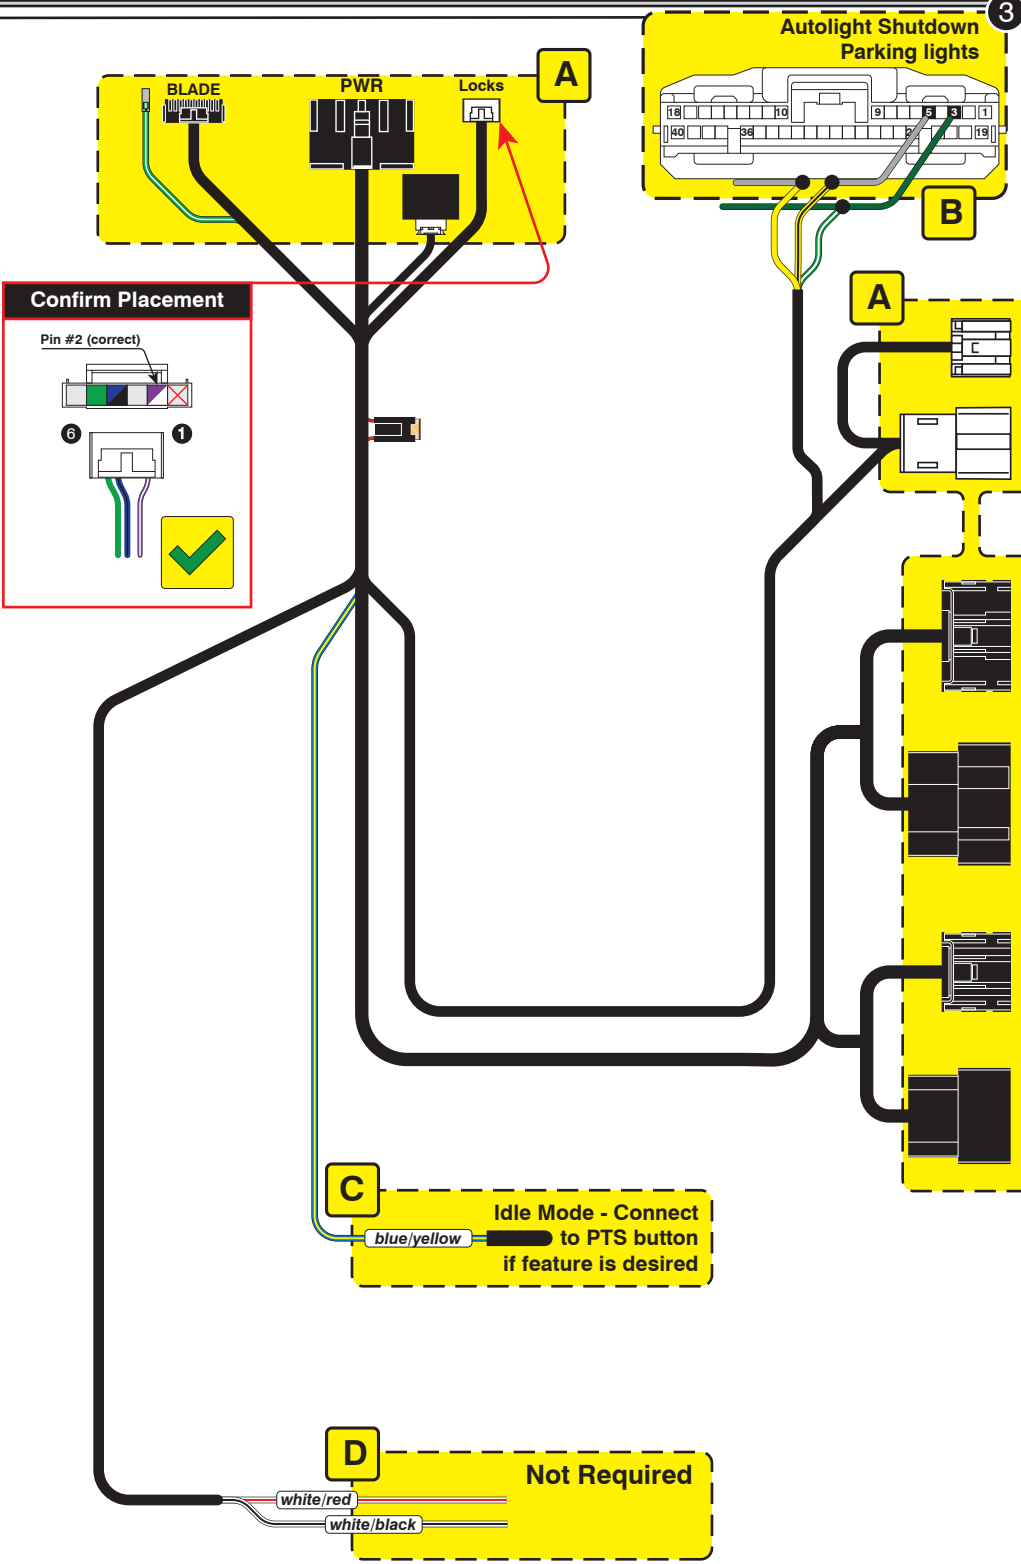 3
Autolight Shutdown
Parking lights
A
BLADE
PWR
Locks
18
10
9
5
3
1
40
36
19
B
Confirm Placement
Pin #2 (correct)
6
1
A
C
Idle Mode - Connect
blue/yellow
to PTS button
if feature is desired
D
Not Required
white/red
white/black